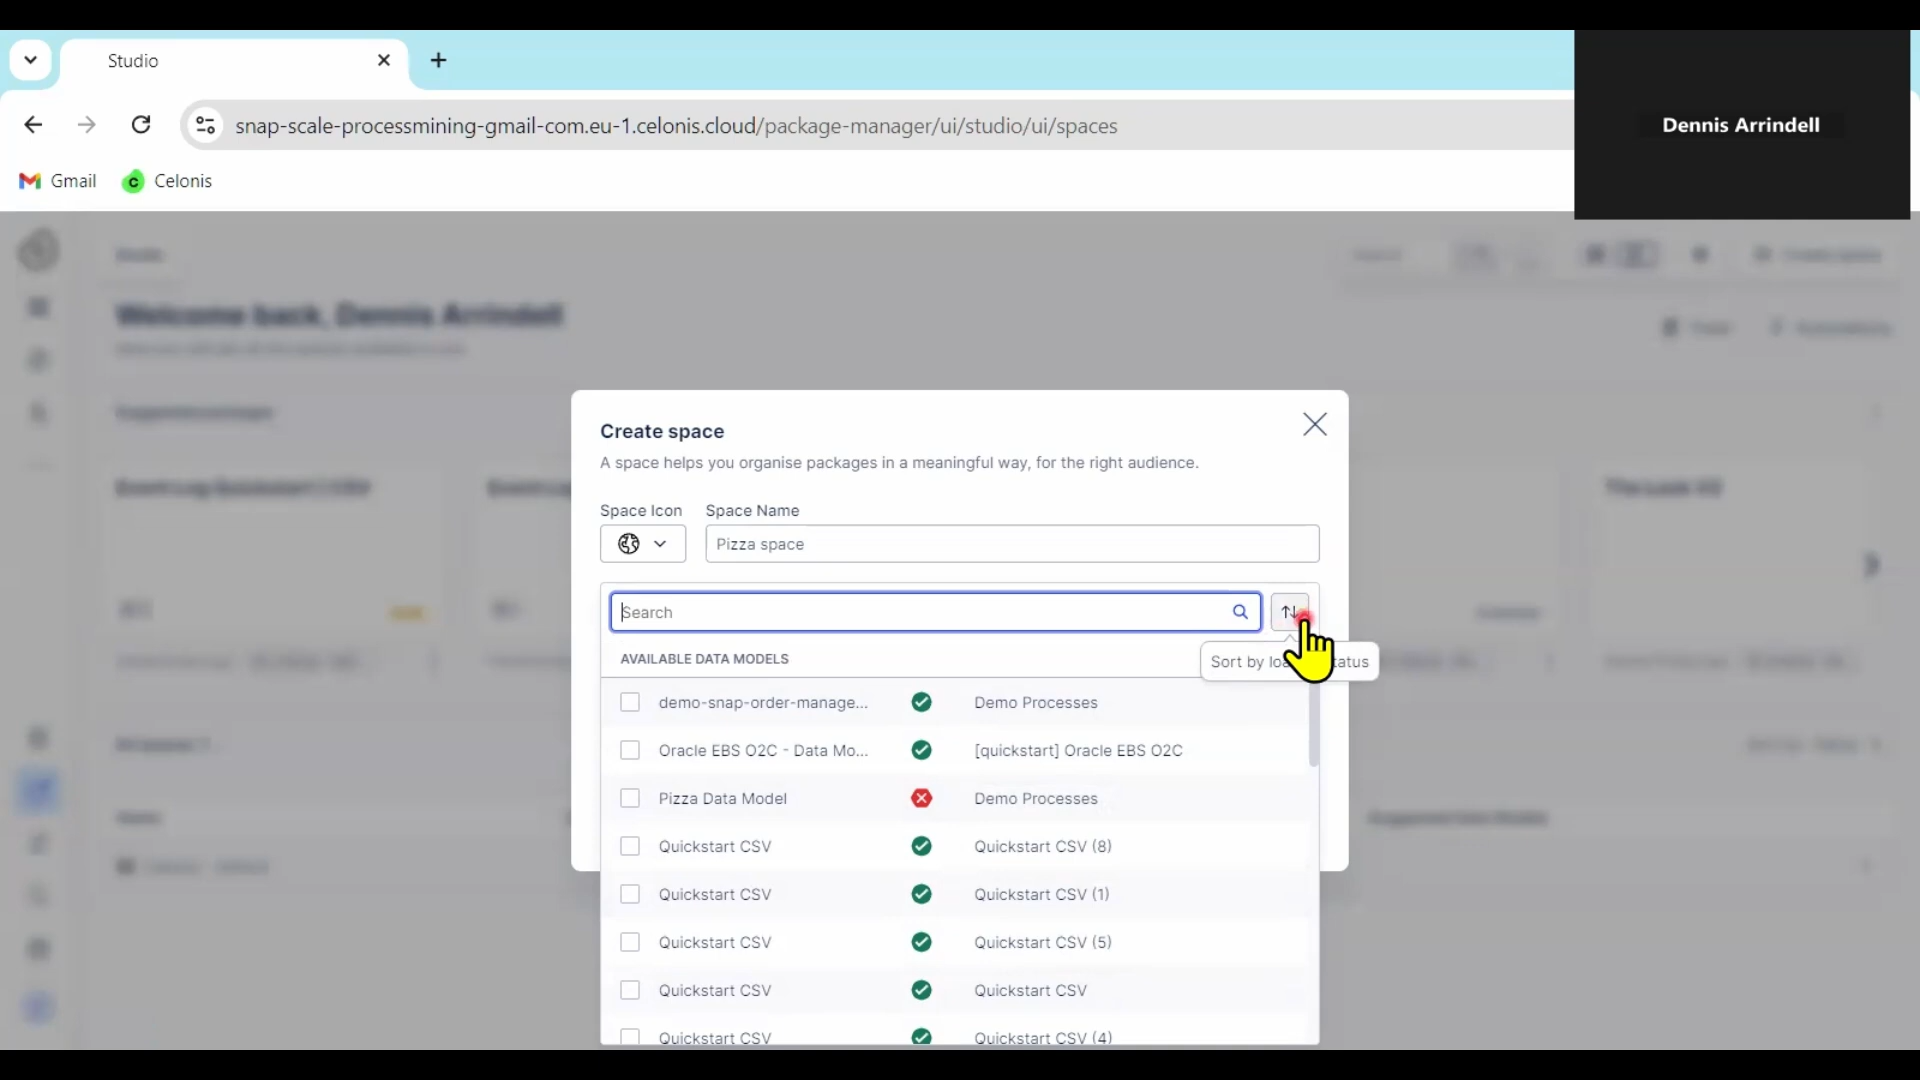 Studio
Dennis Arrindell
snap-scale-processmining-gmail-com.eu-1.celonis.cloud/package-manager/ui/studio/ui/spaces
Gmail
Celonis
Welcome back, Dennis Arrindell
Create space
A space helps you organise packages in a meaningful way, for the right audience.
Space Icon
Space Name
Pizza space
Search
AVAILABLE DATA MODELS
Sort by
demo-snap-order-manage...
Demo Processes
Oracle EBS O2C - Data Mo...
[quickstart] Oracle EBS O2C
Pizza Data Model
Demo Processes
Quickstart CSV
Quickstart CSV (8)
Quickstart CSV
Quickstart CSV (1)
Quickstart CSV
Quickstart CSV (5)
Quickstart CSV
Quickstart CSV
Quickstart CSV
Quickstart CSV (4)